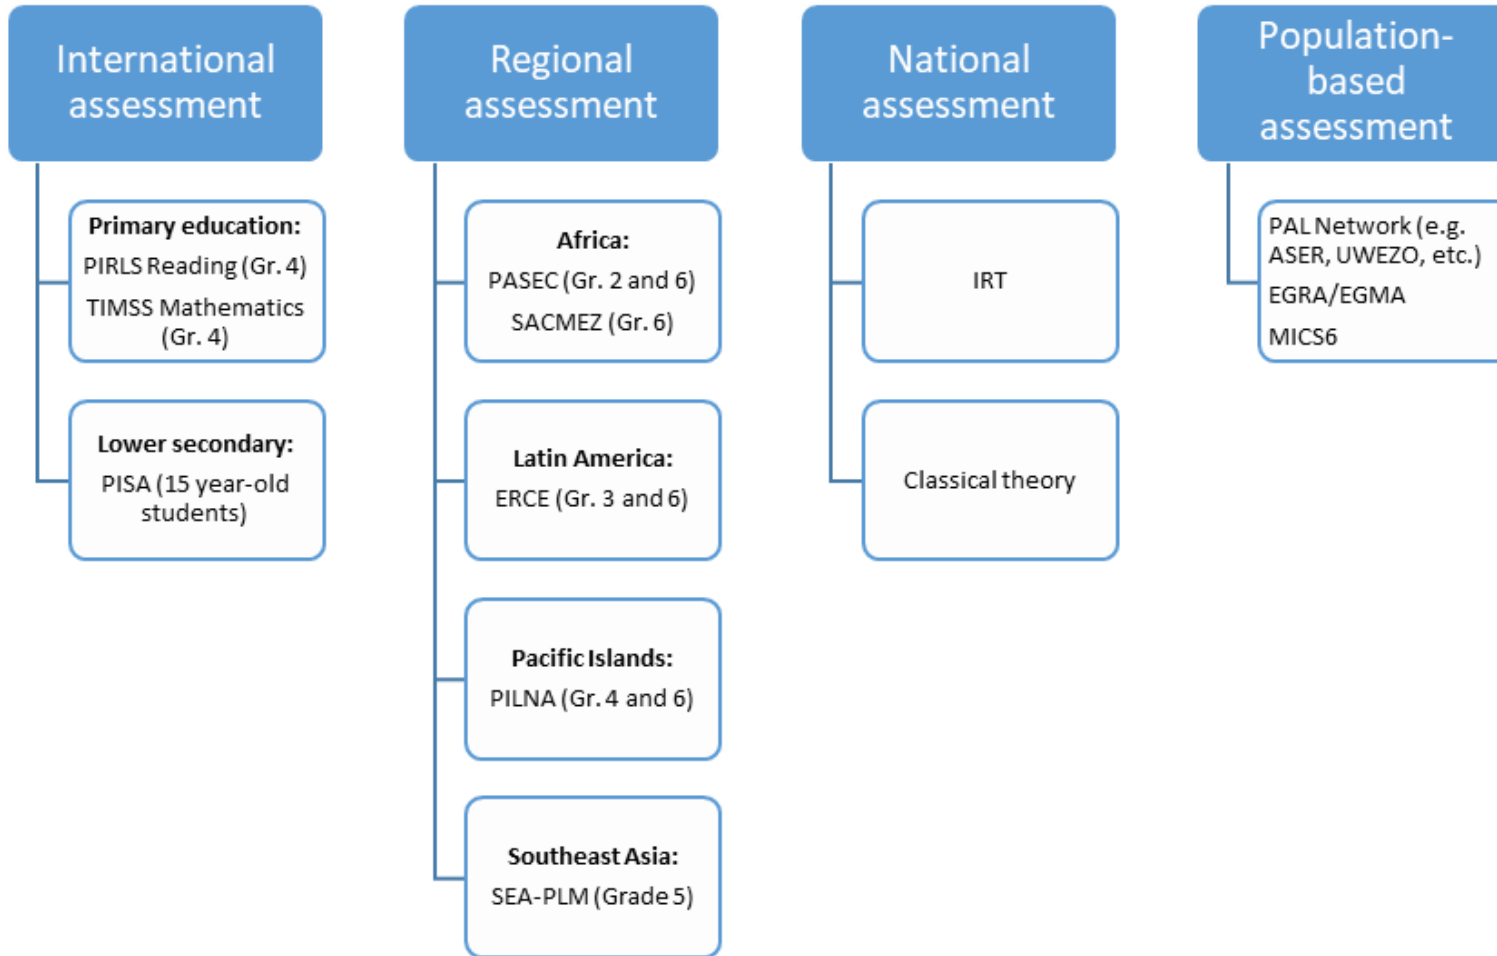 International
assessment
Primary education:
PIRLS Reading (Gr. 4)
TIMSS Mathematics
(Gr. 4)
Lower secondary:
PISA (15 year-old
students)
Regional
assessment
Africa:
PASEC (Gr. 2 and 6)
SACMEZ (Gr. 6)
Latin America:
ERCE (Gr. 3 and 6)
Pacific Islands:
PILNA (Gr. 4 and 6)
Southeast Asia:
SEA-PLM (Grade 5)
National
assessment
IRT
Classical theory
Population-
based
assessment
PAL Network (e.g.
ASER, UWEZO, etc.)
EGRA/EGMA
MICS6